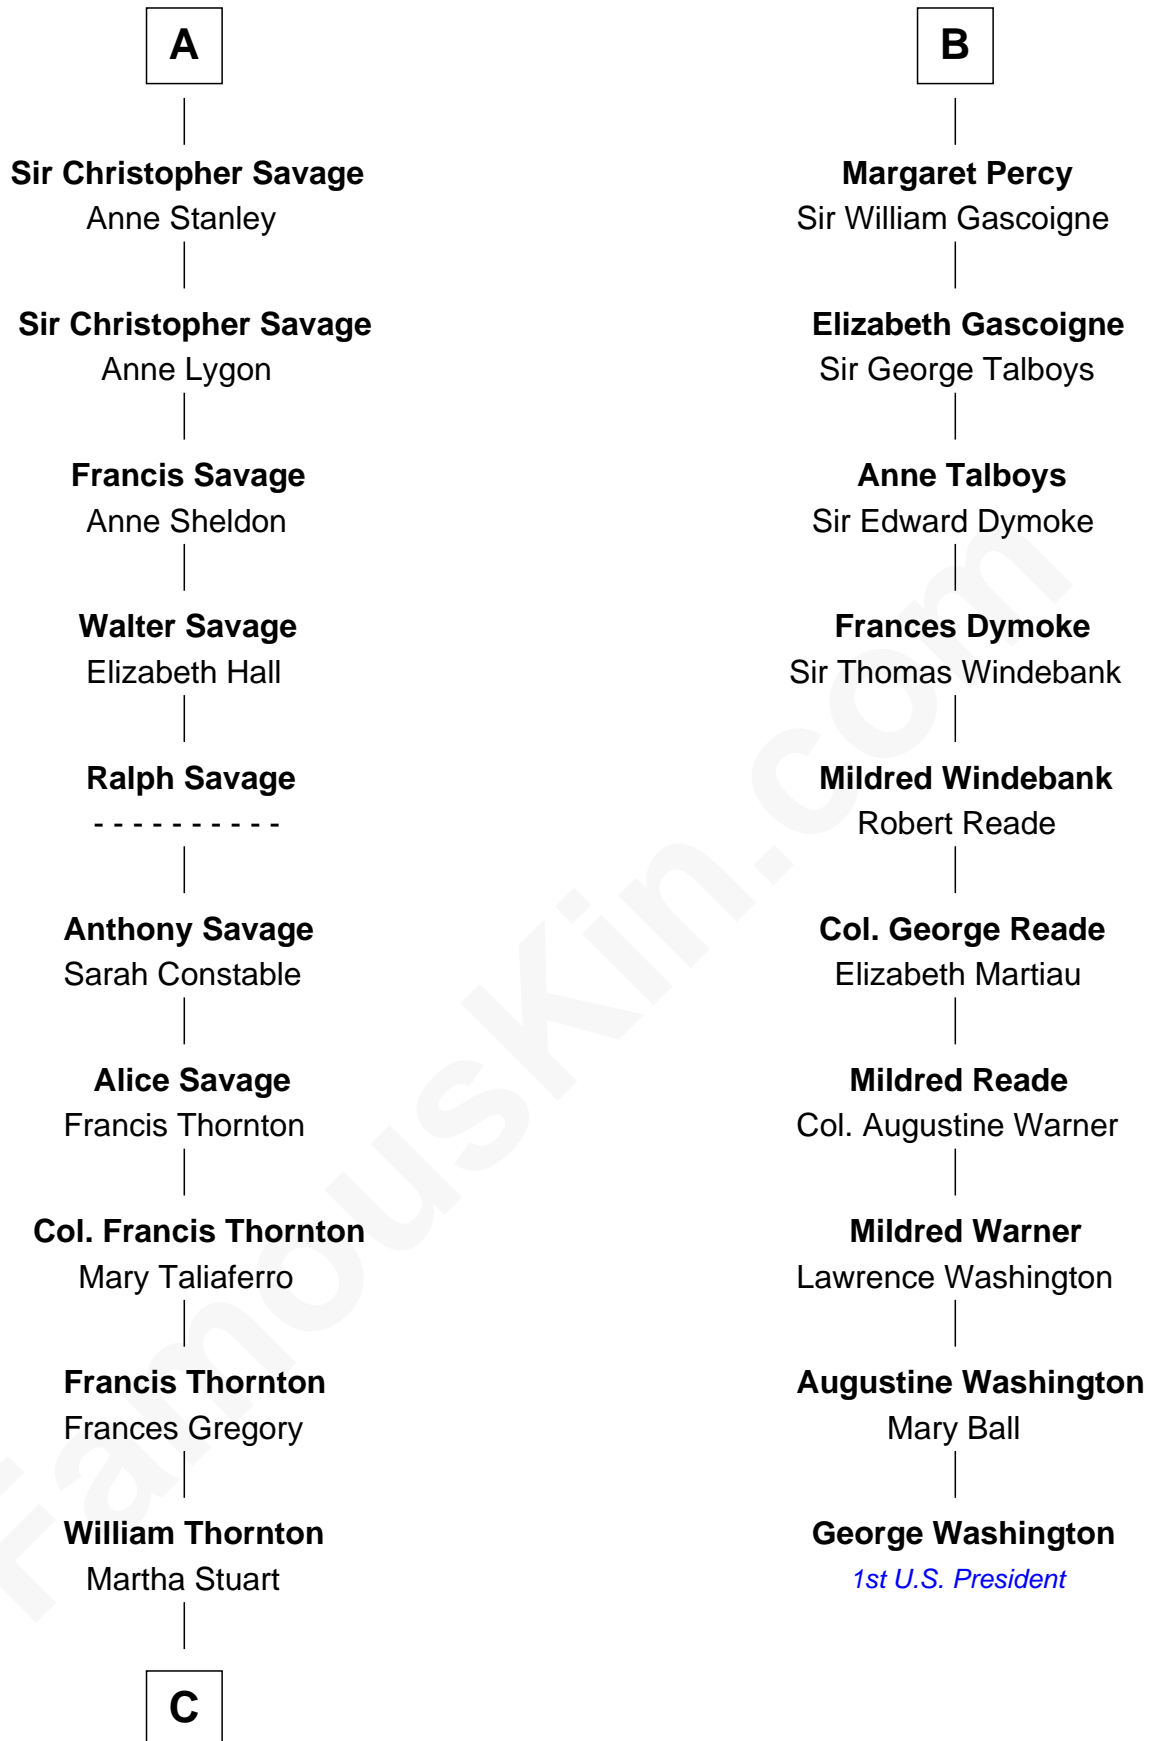 A
Sir Christopher Savage
Anne Stanley
Sir Christopher Savage
Anne Lygon
Francis Savage
Anne Sheldon
Walter Savage
Elizabeth Hall
Ralph Savage
- - - - - - - - - -
Anthony Savage
Sarah Constable
Alice Savage
Francis Thornton
Col. Francis Thornton
Mary Taliaferro
Francis Thornton
Frances Gregory
William Thornton
Martha Stuart
C
B
Margaret Percy
Sir William Gascoigne
Elizabeth Gascoigne
Sir George Talboys
Anne Talboys
Sir Edward Dymoke
Frances Dymoke
Sir Thomas Windebank
Mildred Windebank
Robert Reade
Col. George Reade
Elizabeth Martiau
Mildred Reade
Col. Augustine Warner
Mildred Warner
Lawrence Washington
Augustine Washington
Mary Ball
George Washington
1st U.S. President
FamousKin.com